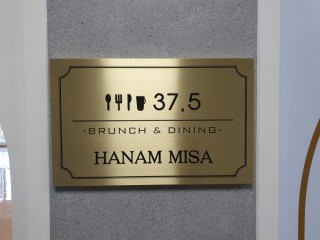 37.5
·BRUNCH & DINING·
HANAM MISA